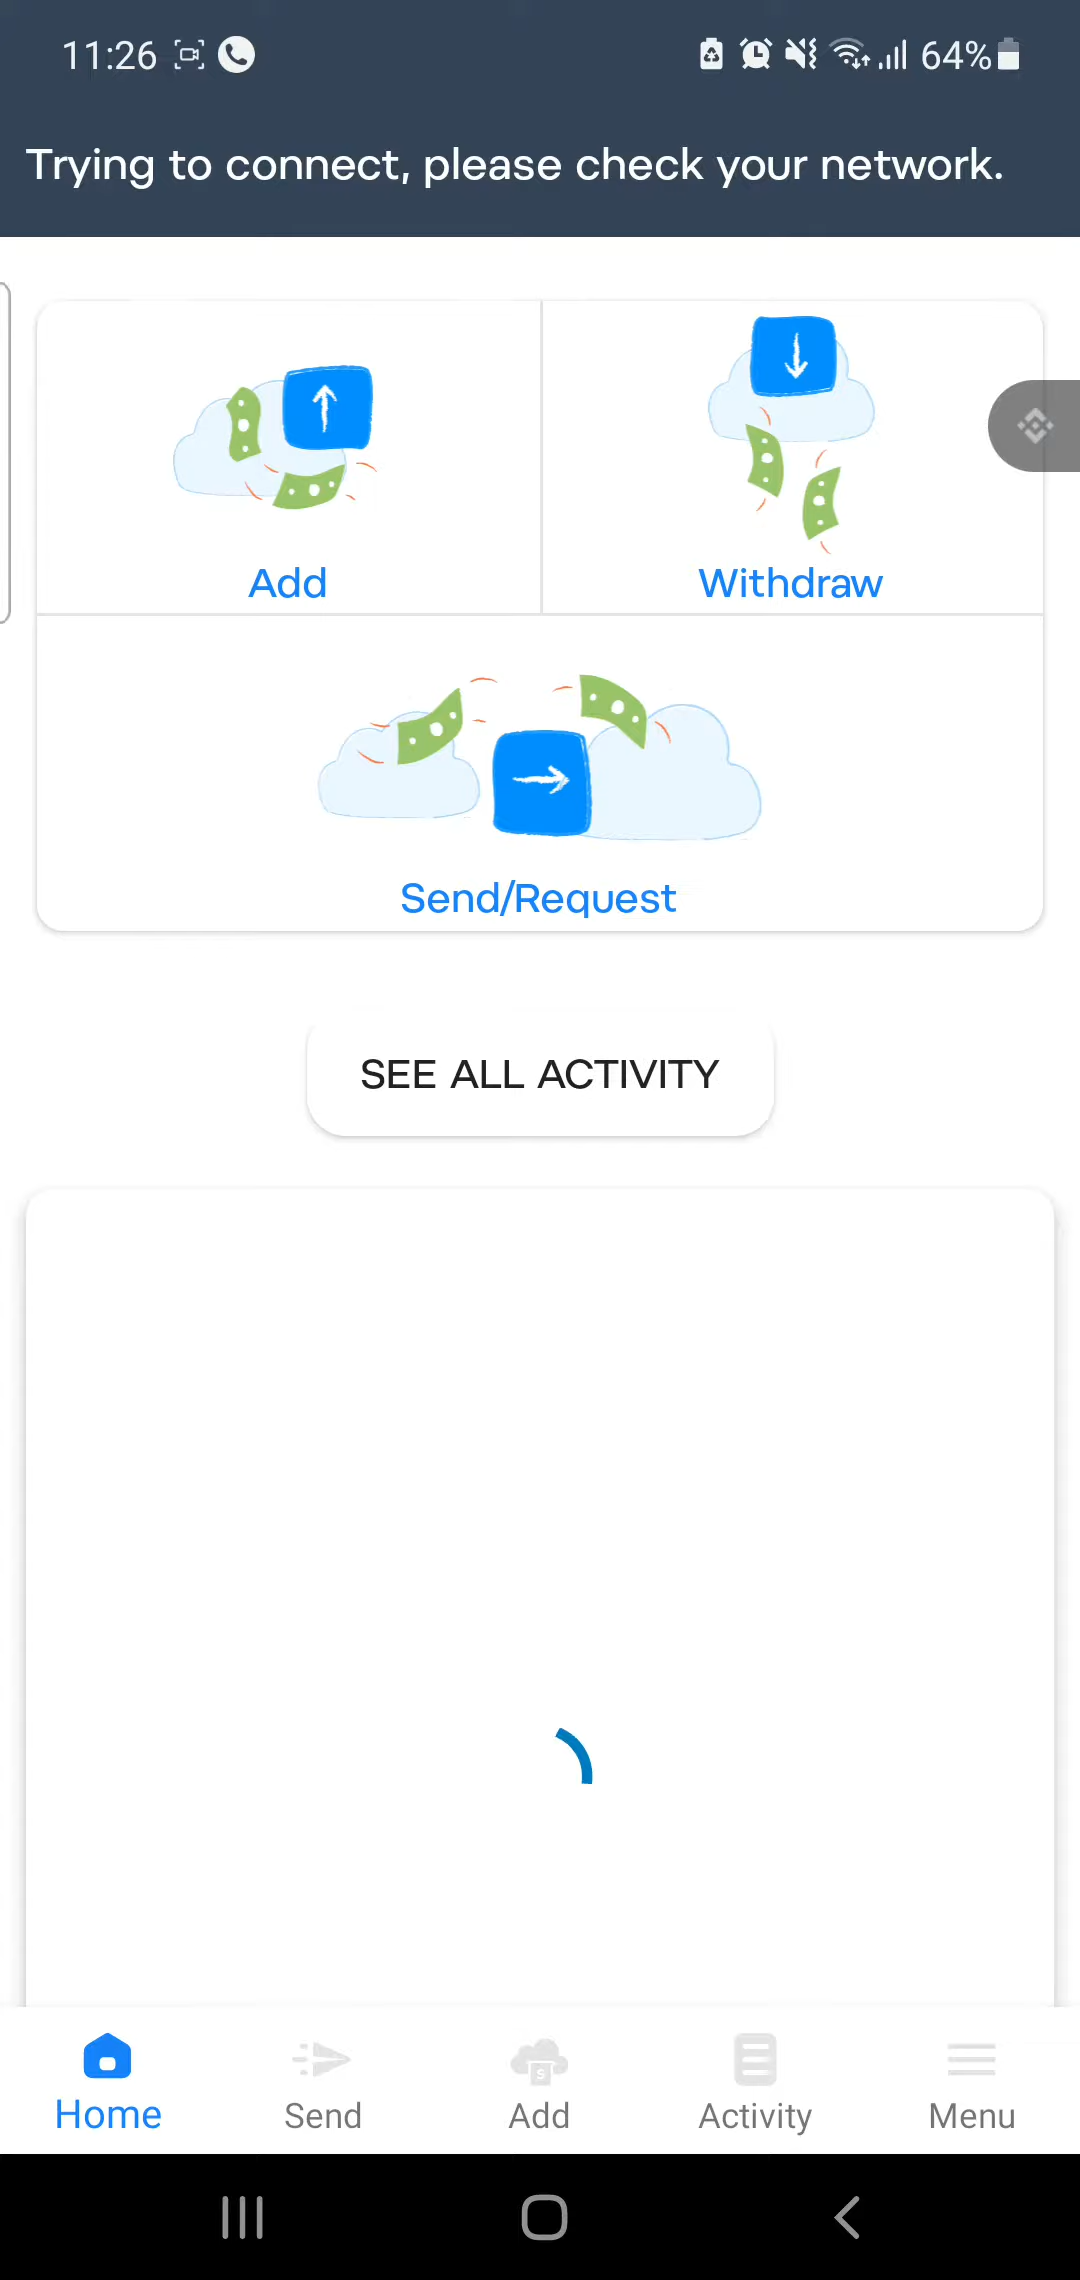 11:26
64%
Trying to connect, please check your network.
Add
Withdraw
Send/Request
SEE ALL ACTIVITY
Home
Send
Add
Activity
Menu